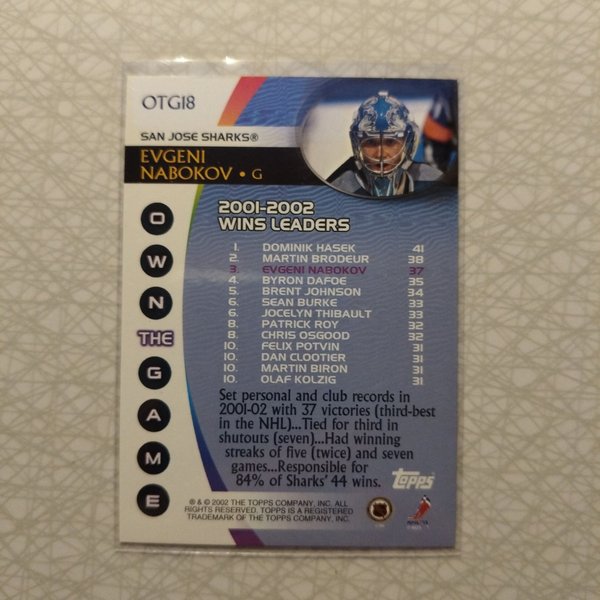 OTG18
SAN JOSE SHARKS®
EVGENI
NABOKOV • G
OWN THE GAME
2001-2002
WINS LEADERS
1. DOMINIK HASEK 41
2. MARTIN BRODEUR 38
3. EVGENI NABOKOV 37
4. BYRON DAFOE 35
5. BRENT JOHNSON 34
6. SEAN BURKE 33
6. JOCELYN THIBAULT 33
8. PATRICK ROY 32
8. CHRIS OSGOOD 32
10. FELIX POTVIN 31
10. DAN CLOOTIER 31
10. MARTIN BIRON 31
10. OLAF KOLZIG 31
Set personal and club records in
2001-02 with 37 victories (third-best
in the NHL)...Tied for third in
shutouts (seven)...Had winning
streaks of five (twice) and seven
games...Responsible for
84% of Sharks' 44 wins.
Topps
® & © 2002 THE TOPPS COMPANY, INC. ALL
RIGHTS RESERVED. TOPPS IS A REGISTERED
TRADEMARK OF THE TOPPS COMPANY, INC.